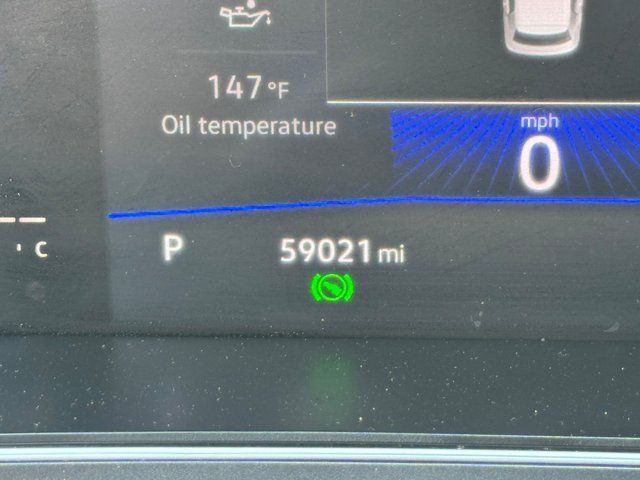 147 °F
Oil temperature
mph
0
C
P
59021 mi